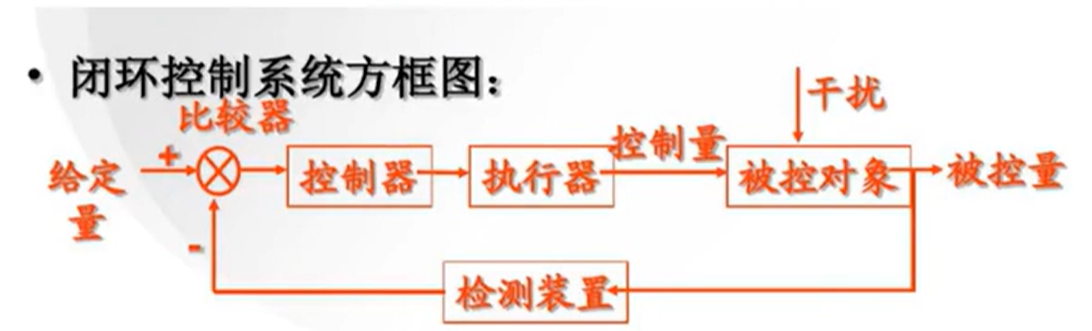 • 闭环控制系统方框图：
比较器
干扰
+
给定
量
控制器
执行器
控制量
被控对象
被控量
-
检测装置